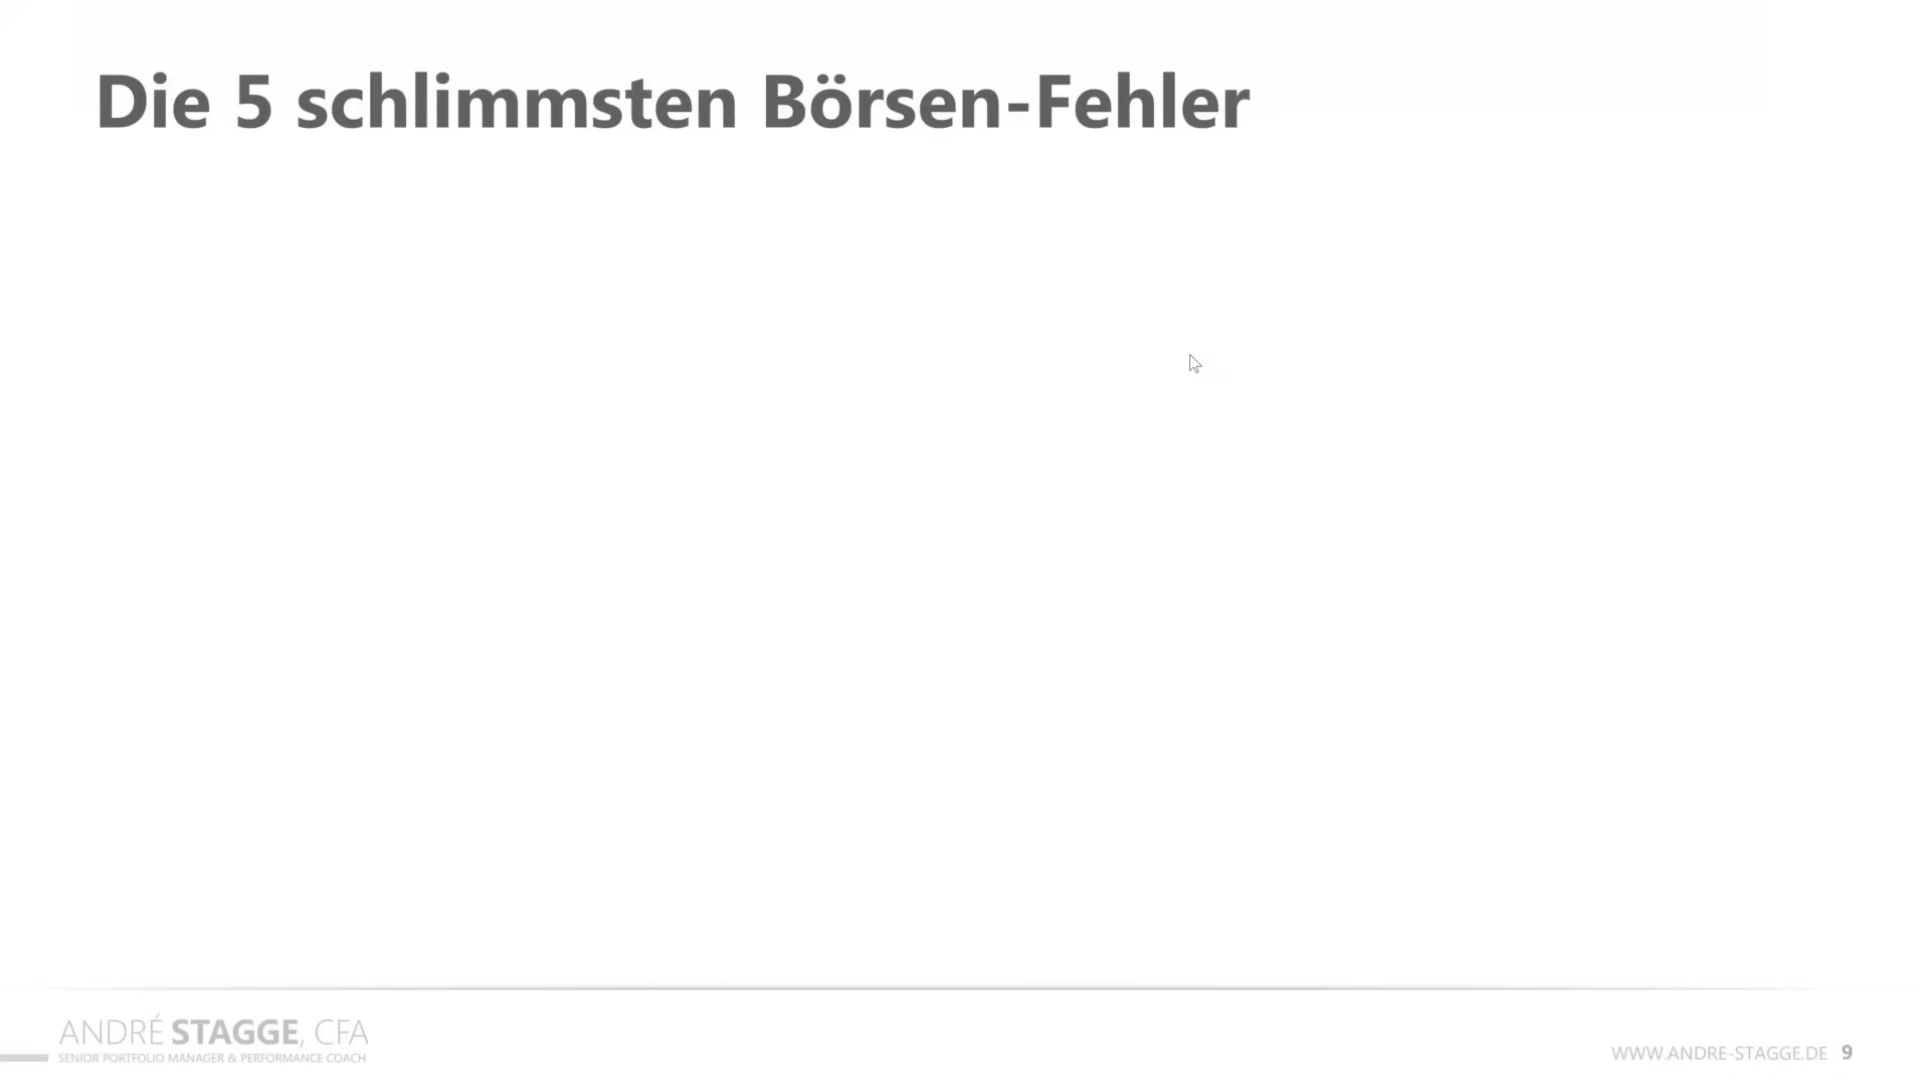 Die 5 schlimmsten Börsen-Fehler
ANDRÉ STAGGE, CFA
SENIOR PORTFOLIO MANAGER & PERFORMANCE COACH
WWW.ANDRE-STAGGE.DE 9